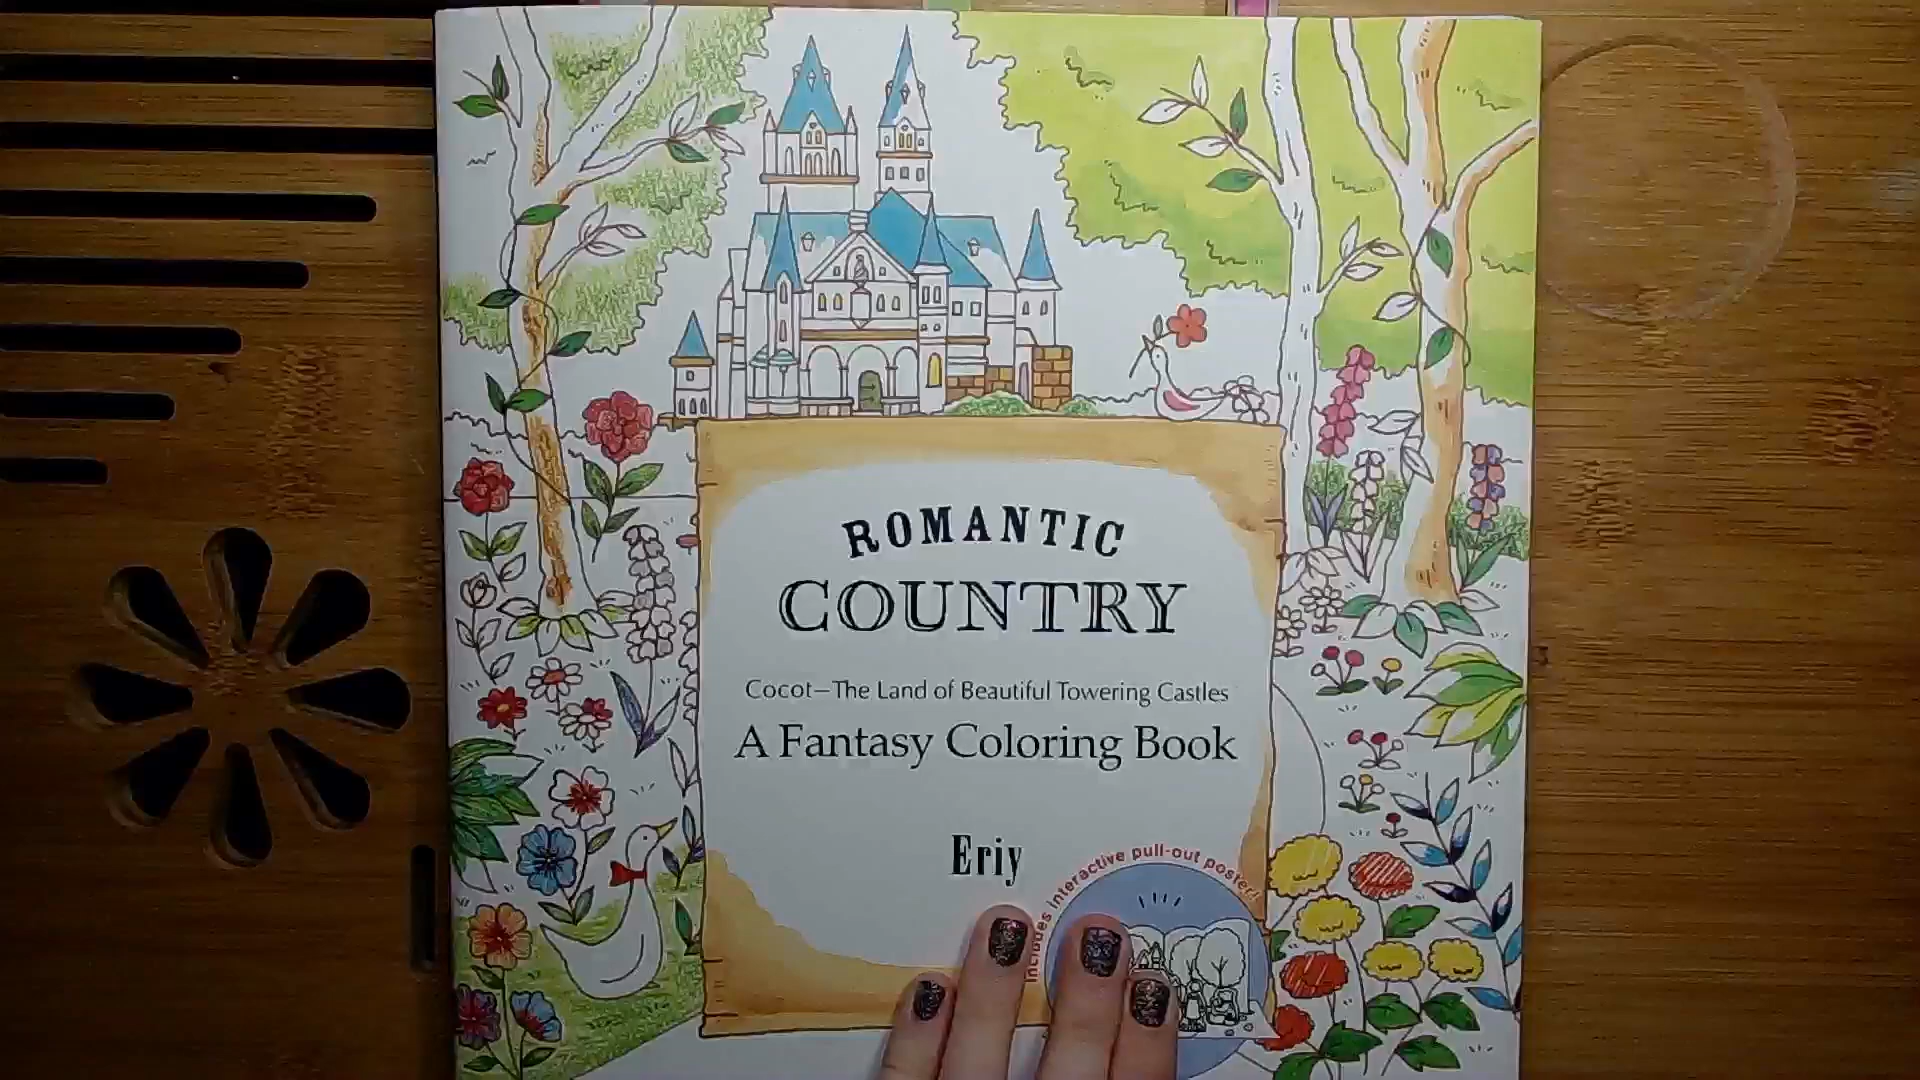 ROMANTIC
COUNTRY
Cocot—The Land of Beautiful Towering Castles
A Fantasy Coloring Book
Eriy
Includes interactive pull-out poster!